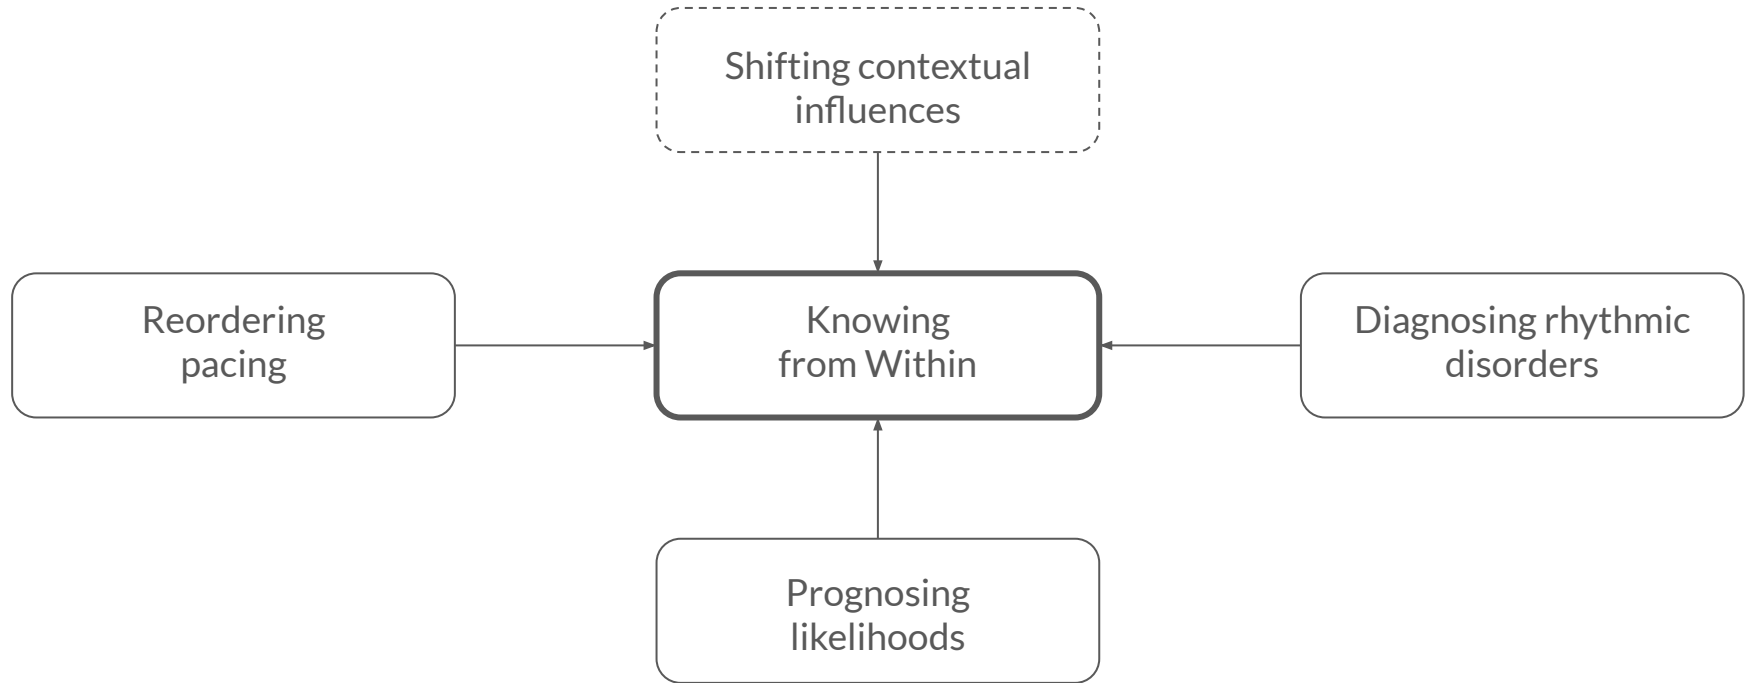 Shifting contextual
influences
Reordering
pacing
Knowing
from Within
Diagnosing rhythmic
disorders
Prognosing
likelihoods